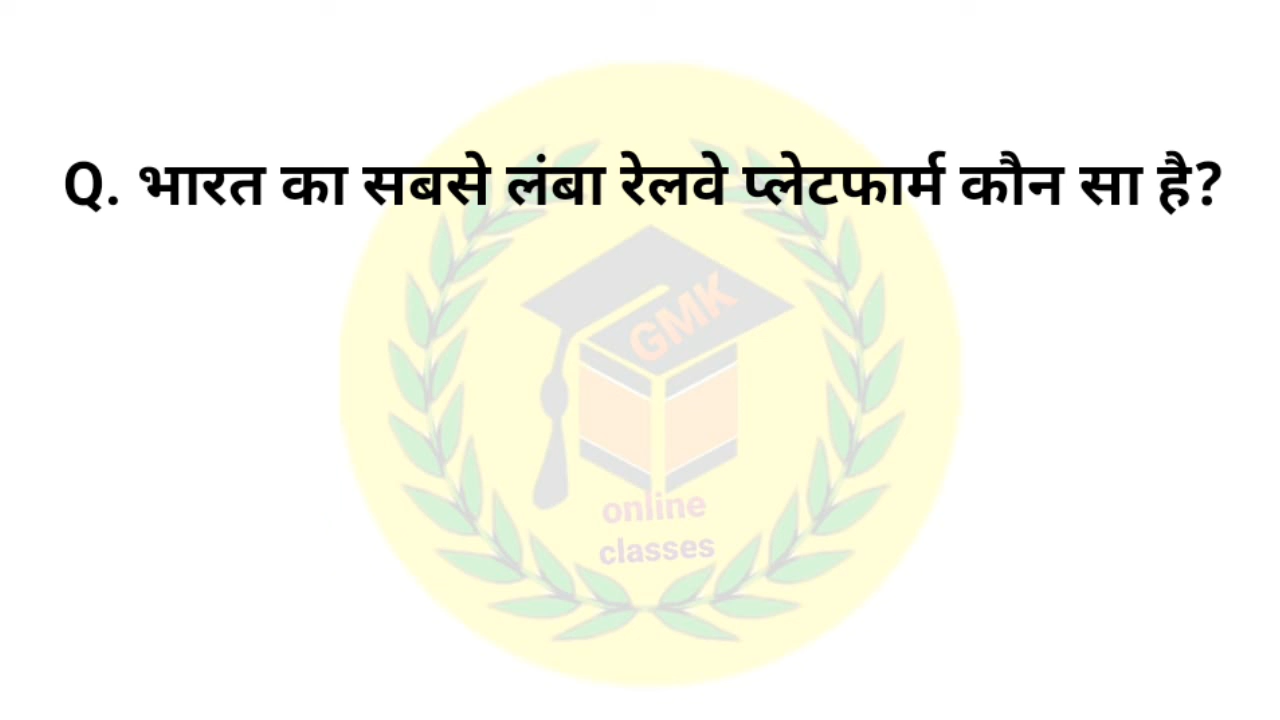 Q. भारत का सबसे लंबा रेलवे प्लेटफार्म कौन सा है?
GMK
online
classes